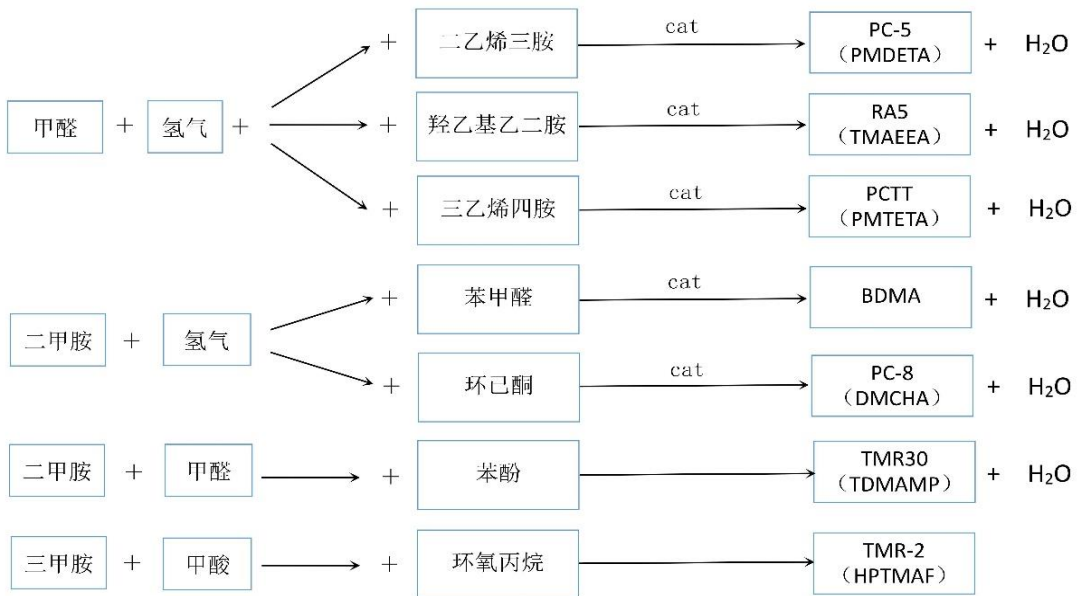 + 二乙烯三胺 cat PC-5 + H₂O
（PMDETA）
甲醛 + 氢气 + + 羟乙基乙二胺 cat RA5 + H₂O
（TMAEEA）
+ 三乙烯四胺 cat PCTT + H₂O
（PMTETA）
+ 苯甲醛 cat BDMA + H₂O
二甲胺 + 氢气
+ 环己酮 cat PC-8 + H₂O
（DMCHA）
二甲胺 + 甲醛 + 苯酚 TMR30 + H₂O
（TDMAMP）
三甲胺 + 甲酸 + 环氧丙烷 TMR-2
（HPTMAF）